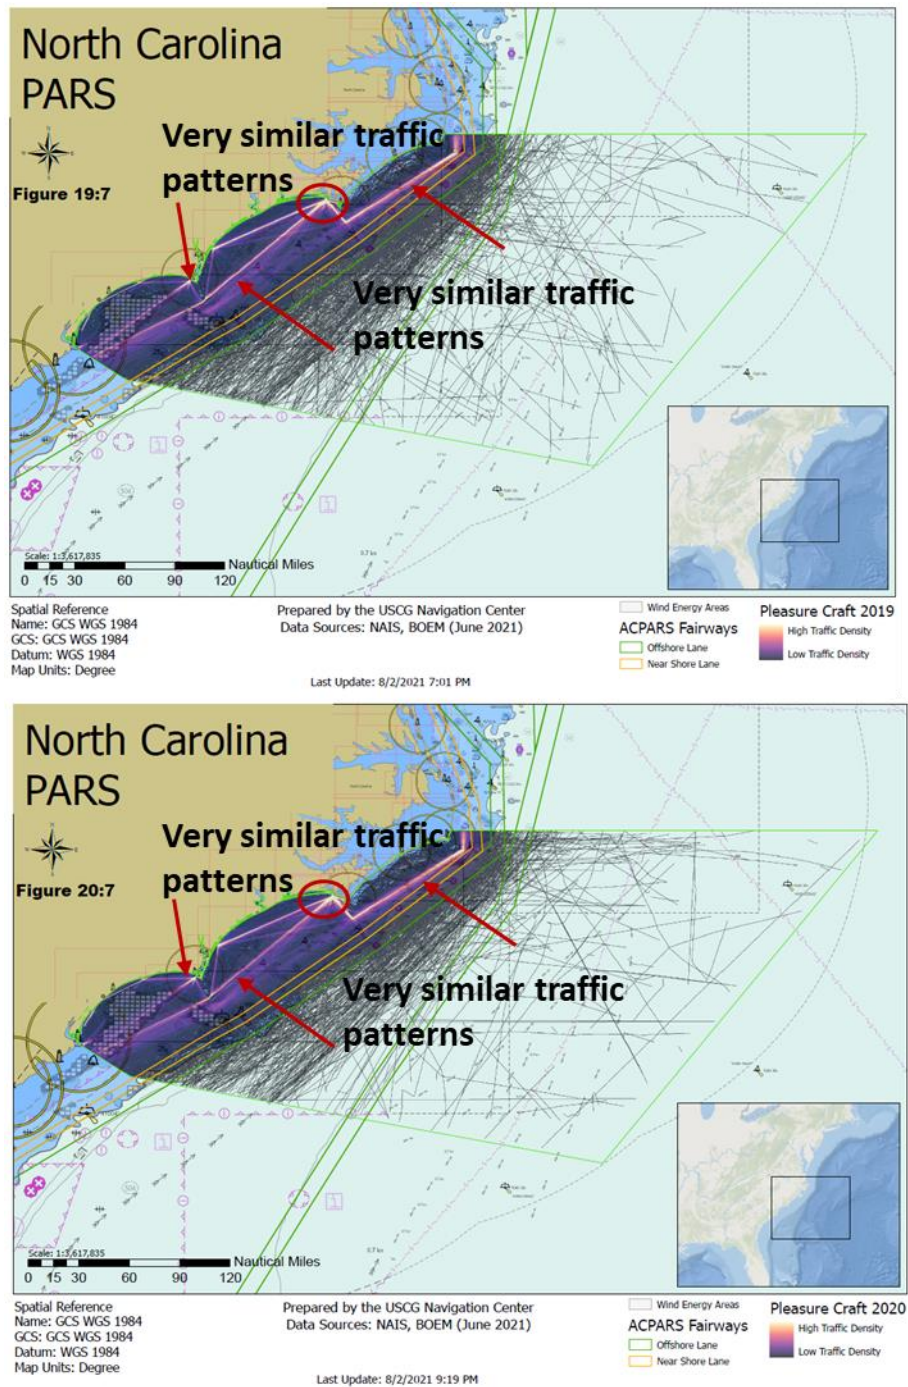 North Carolina
PARS
Very similar traffic
patterns
Figure 19:7
Very similar traffic
patterns
Scale: 1:3,617,835
Nautical Miles
0 15 30 60 90 120
Spatial Reference
Name: GCS WGS 1984
GCS: GCS WGS 1984
Datum: WGS 1984
Map Units: Degree
Prepared by the USCG Navigation Center
Data Sources: NAIS, BOEM (June 2021)
Last Update: 8/2/2021 7:01 PM
Wind Energy Areas
ACPARS Fairways
Offshore Lane
Near Shore Lane
Pleasure Craft 2019
High Traffic Density
Low Traffic Density
North Carolina
PARS
Very similar traffic
patterns
Figure 20:7
Very similar traffic
patterns
Scale: 1:3,617,835
Nautical Miles
0 15 30 60 90 120
Spatial Reference
Name: GCS WGS 1984
GCS: GCS WGS 1984
Datum: WGS 1984
Map Units: Degree
Prepared by the USCG Navigation Center
Data Sources: NAIS, BOEM (June 2021)
Last Update: 8/2/2021 9:19 PM
Wind Energy Areas
ACPARS Fairways
Offshore Lane
Near Shore Lane
Pleasure Craft 2020
High Traffic Density
Low Traffic Density